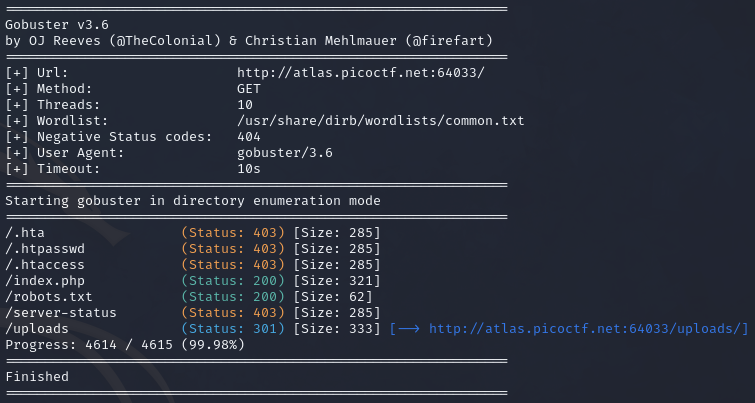 ===============================================================
Gobuster v3.6
by OJ Reeves (@TheColonial) & Christian Mehlmauer (@firefart)
===============================================================
[+] Url:                     http://atlas.picoctf.net:64033/
[+] Method:                  GET
[+] Threads:                 10
[+] Wordlist:                /usr/share/dirb/wordlists/common.txt
[+] Negative Status codes:   404
[+] User Agent:              gobuster/3.6
[+] Timeout:                 10s
===============================================================
Starting gobuster in directory enumeration mode
===============================================================
/.hta                 (Status: 403) [Size: 285]
/.htpasswd            (Status: 403) [Size: 285]
/.htaccess            (Status: 403) [Size: 285]
/index.php            (Status: 200) [Size: 321]
/robots.txt           (Status: 200) [Size: 62]
/server-status        (Status: 403) [Size: 285]
/uploads              (Status: 301) [Size: 333] [--> http://atlas.picoctf.net:64033/uploads/]
Progress: 4614 / 4615 (99.98%)
===============================================================
Finished
===============================================================